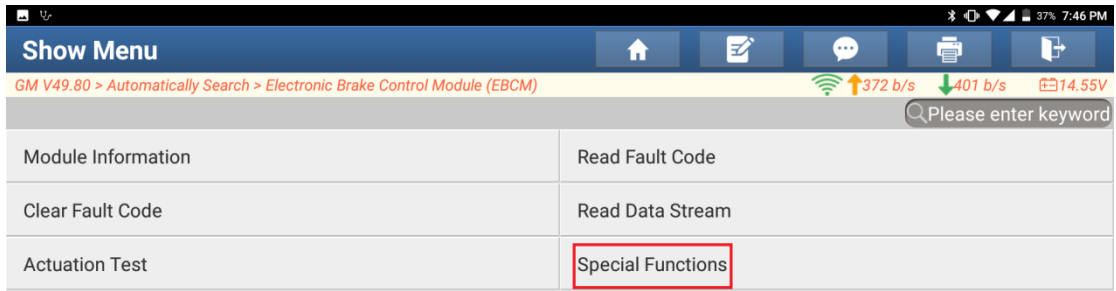 37% 7:46 PM
Show Menu
GM V49.80 > Automatically Search > Electronic Brake Control Module (EBCM) 372 b/s 401 b/s 14.55V
Please enter keyword
Module Information Read Fault Code
Clear Fault Code Read Data Stream
Actuation Test Special Functions